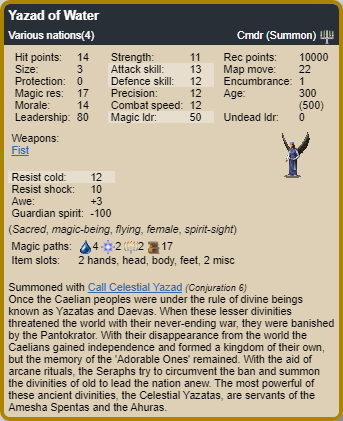 Yazad of Water
Various nations(4) Cmdr (Summon)
Hit points: 14 Strength: 11 Rec points: 10000
Size: 3 Attack skill: 13 Map move: 22
Protection: 0 Defence skill: 12 Encumbrance: 1
Magic res: 17 Precision: 12 Age: 300
Morale: 14 Combat speed: 12 (500)
Leadership: 80 Magic ldr: 50 Undead ldr: 0
Weapons:
Fist
Resist cold: 12
Resist shock: 10
Awe: +3
Guardian spirit: -100
(Sacred, magic-being, flying, female, spirit-sight)
Magic paths: 4 2 2 17
Item slots: 2 hands, head, body, feet, 2 misc
Summoned with Call Celestial Yazad (Conjuration 6)
Once the Caelian peoples were under the rule of divine beings
known as Yazatas and Daevas. When these lesser divinities
threatened the world with their never-ending war, they were banished
by the Pantokrator. With their disappearance from the world the
Caelians gained independence and formed a kingdom of their own,
but the memory of the 'Adorable Ones' remained. With the aid of
arcane rituals, the Seraphs try to circumvent the ban and summon
the divinities of old to lead the nation anew. The most powerful of
these ancient divinities, the Celestial Yazatas, are servants of the
Amesha Spentas and the Ahuras.